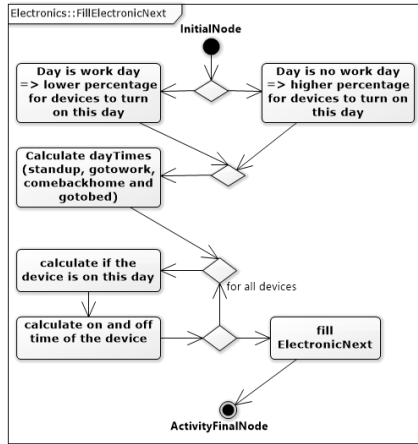 Electronics::FillElectronicNext
InitialNode
Day is work day
=> lower percentage
for devices to turn
on this day
Day is no work day
=> higher percentage
for devices to turn on
this day
Calculate dayTimes
(standup, gotowork,
comebackhome and
gotobed)
calculate if the
device is on this day
for all devices
calculate on and off
time of the device
fill
ElectronicNext
ActivityFinalNode